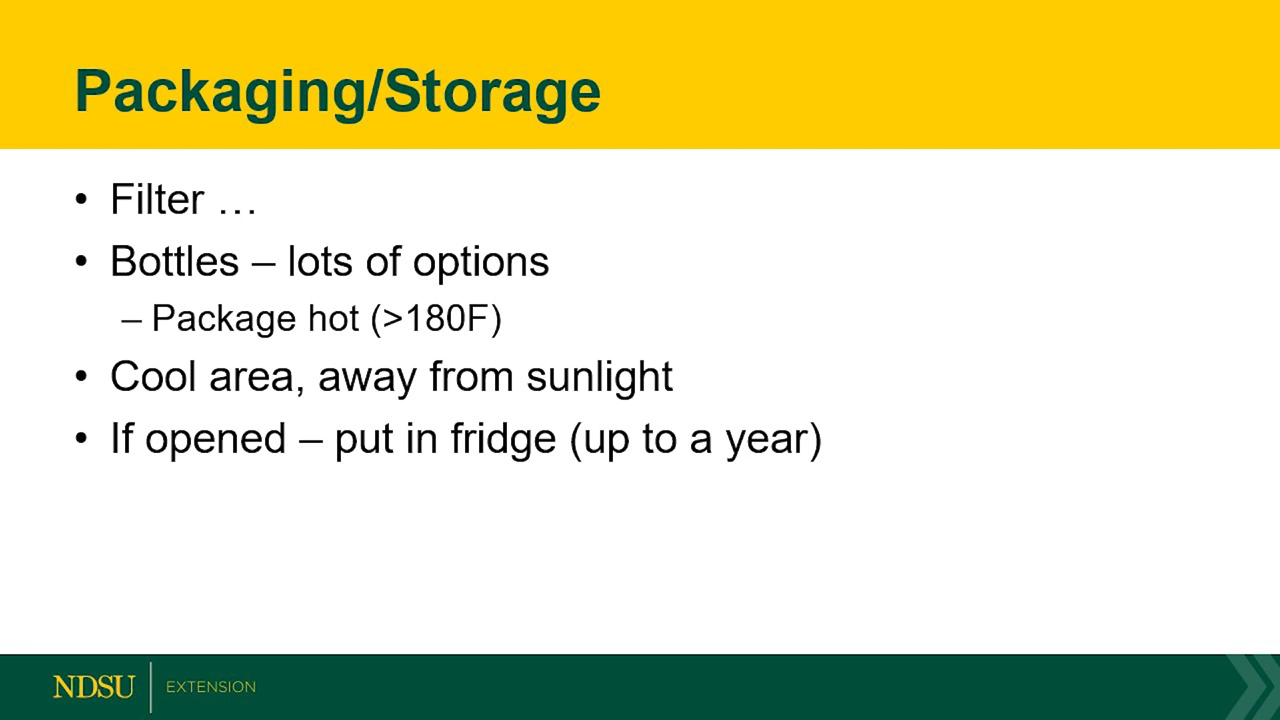 Packaging/Storage
• Filter …
• Bottles – lots of options
– Package hot (>180F)
• Cool area, away from sunlight
• If opened – put in fridge (up to a year)
NDSU EXTENSION